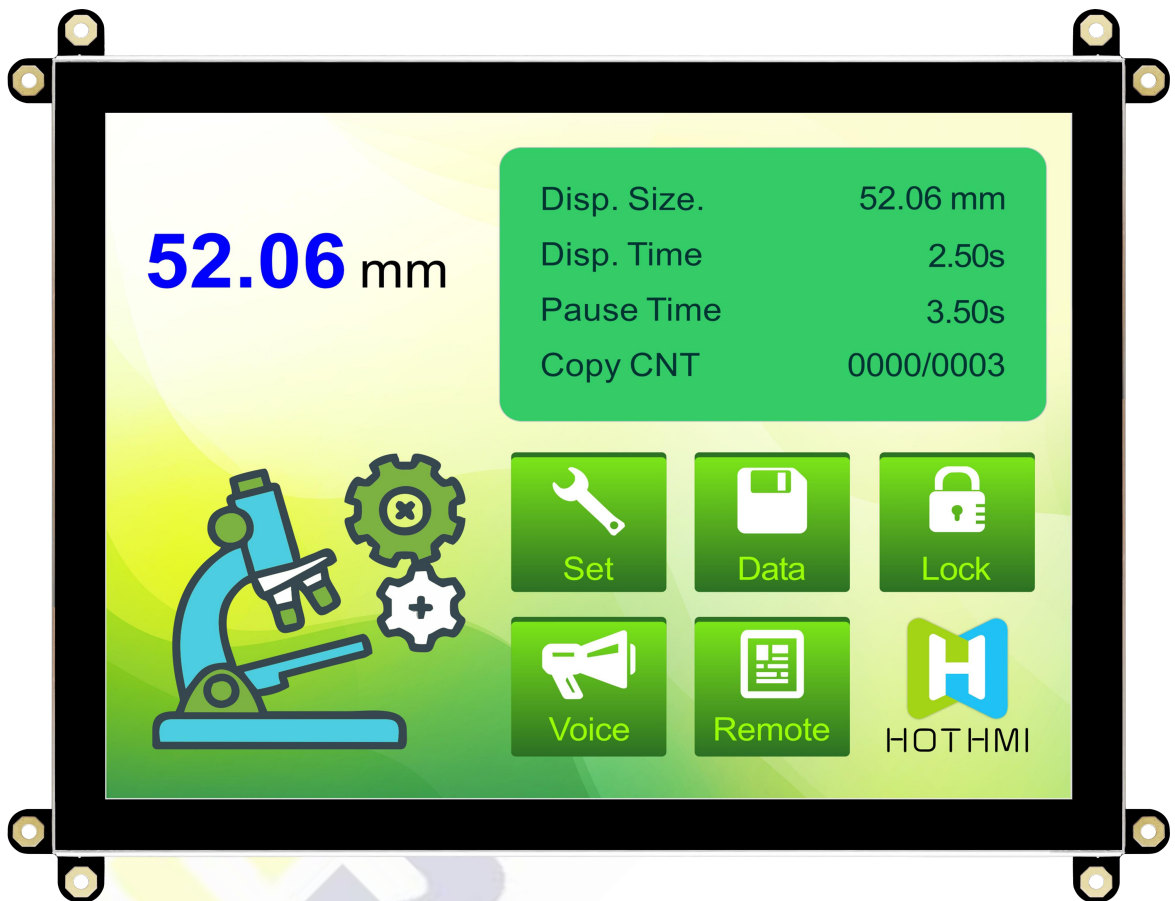 52.06 mm
Disp. Size. 52.06 mm
Disp. Time 2.50s
Pause Time 3.50s
Copy CNT 0000/0003
Set
Data
Lock
Voice
Remote
HOTHMI